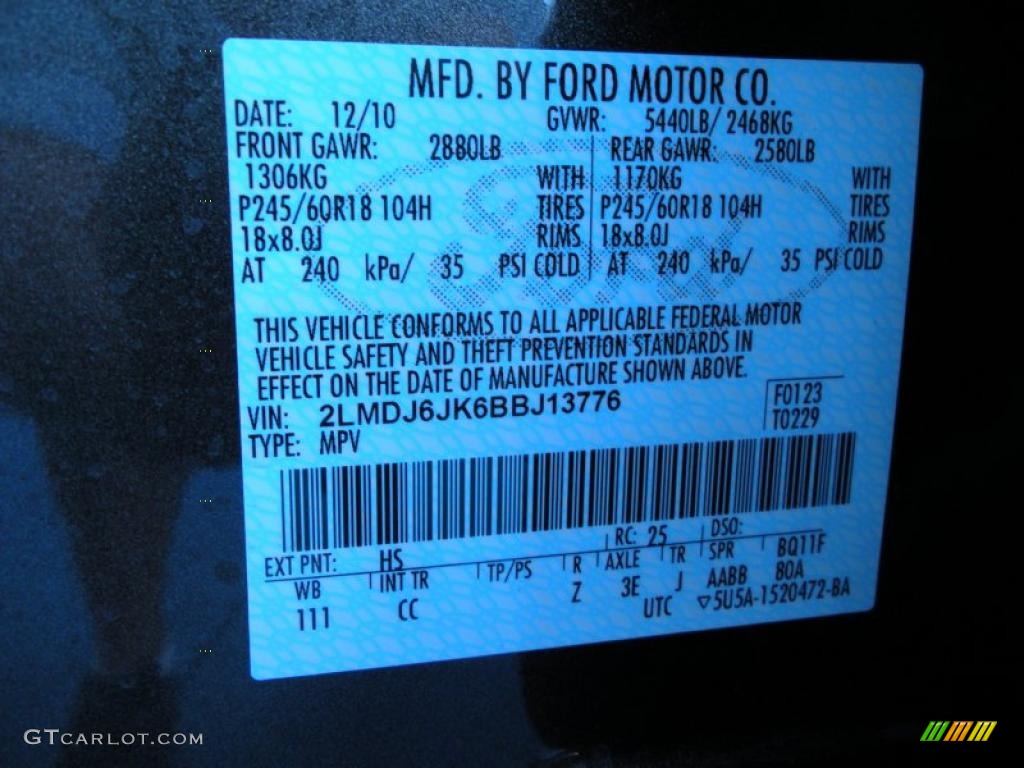 MFD. BY FORD MOTOR CO.
DATE: 12/10 GVWR: 5440LB/ 2468KG
FRONT GAWR: 2880LB REAR GAWR: 2580LB
1306KG WITH 1170KG WITH
P245/60R18 104H TIRES P245/60R18 104H TIRES
18x8.0J RIMS 18x8.0J RIMS
AT 240 kPa/ 35 PSI COLD AT 240 kPa/ 35 PSI COLD
THIS VEHICLE CONFORMS TO ALL APPLICABLE FEDERAL MOTOR
VEHICLE SAFETY AND THEFT PREVENTION STANDARDS IN
EFFECT ON THE DATE OF MANUFACTURE SHOWN ABOVE.
VIN: 2LMDJ6JK6BBJ13776 F0123
TYPE: MPV T0229
EXT PNT: HS RC: 25 DSO:
WB INT TR TP/PS R AXLE TR SPR BQ11F
111 CC Z 3E J AABB 80A
UTC ▽5U5A-1520472-BA
Ford
GTCARLOT.COM